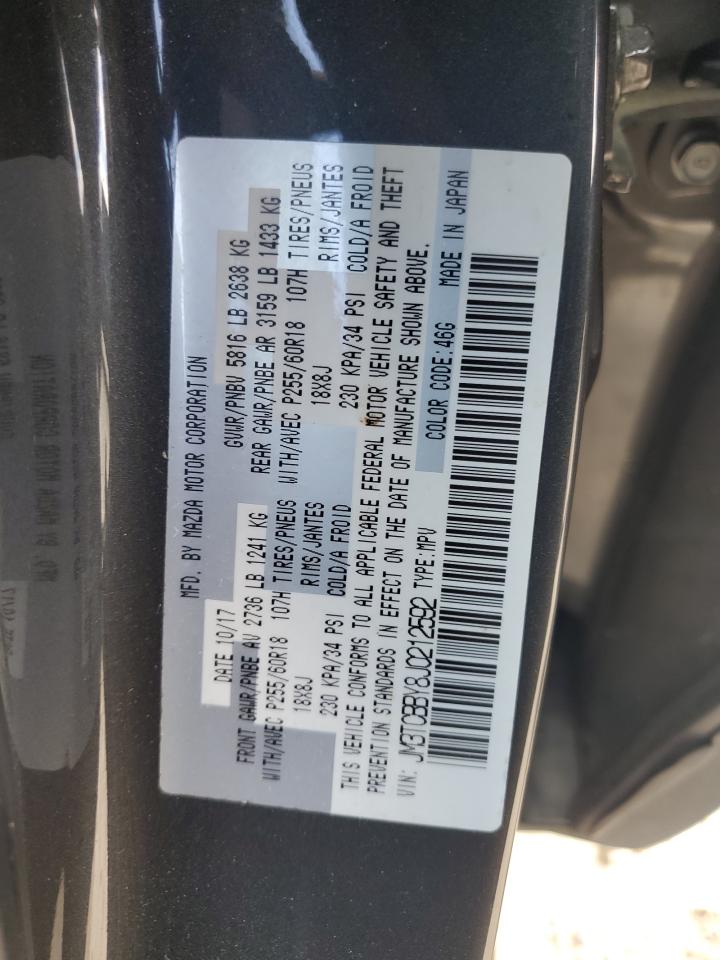 MFD. BY MAZDA MOTOR CORPORATION
DATE 10/17 GVWR/PNBV 5816 LB 2638 KG
FRONT GAWR/PNBE AV 2736 LB 1241 KG REAR GAWR/PNBE AR 3159 LB 1433 KG
WITH/AVEC P255/60R18 107H TIRES/PNEUS WITH/AVEC P255/60R18 107H TIRES/PNEUS
18X8J RIMS/JANTES 18X8J RIMS/JANTES
230 KPA/34 PSI COLD/A FROID 230 KPA/34 PSI COLD/A FROID
THIS VEHICLE CONFORMS TO ALL APPLICABLE FEDERAL MOTOR VEHICLE SAFETY AND THEFT
PREVENTION STANDARDS IN EFFECT ON THE DATE OF MANUFACTURE SHOWN ABOVE.
VIN: JM3TCBBY8J0212592 TYPE:MPV COLOR CODE:46G MADE IN JAPAN